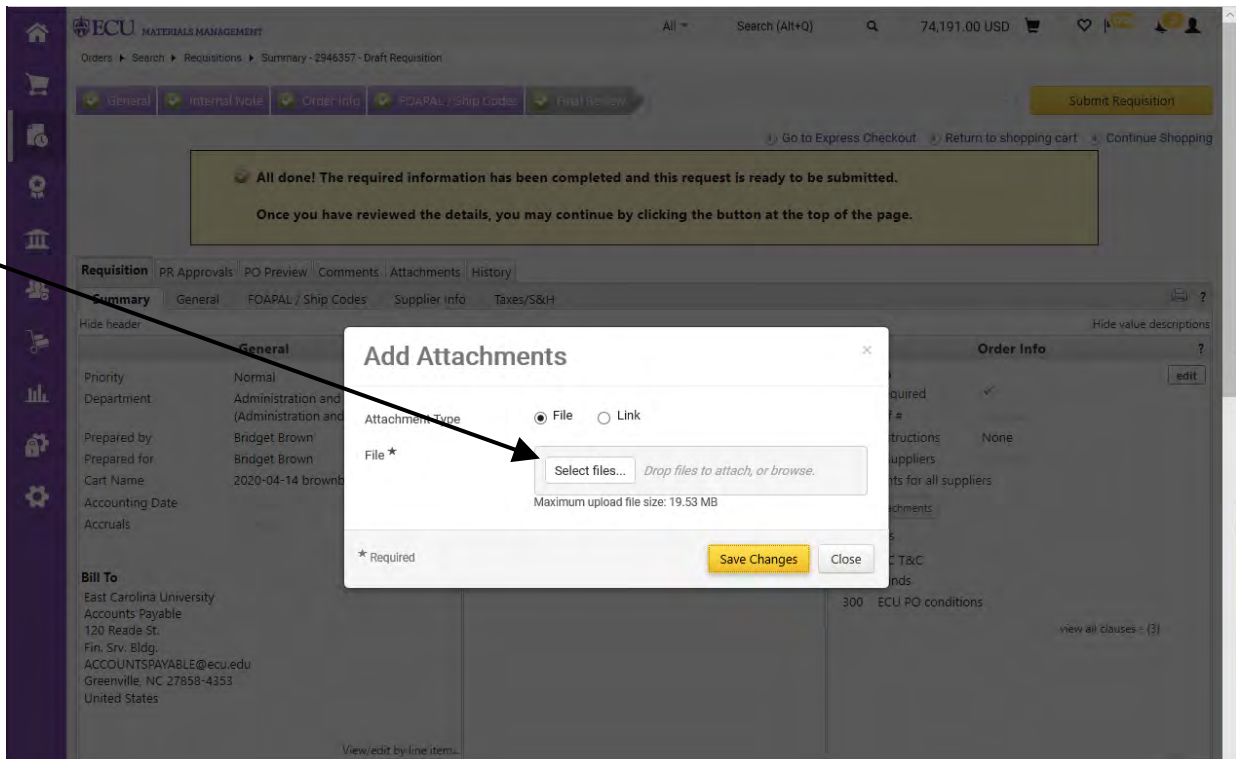 ECU MATERIALS MANAGEMENT
All Search (Alt+Q) 74,191.00 USD
Orders Search Requisitions Summary - 2946357 - Draft Requisition
General Internal Note Order Info FOAPAL / Ship Codes Final Review
Submit Requisition
Go to Express Checkout Return to shopping cart Continue Shopping
All done! The required information has been completed and this request is ready to be submitted.
Once you have reviewed the details, you may continue by clicking the button at the top of the page.
Requisition PR Approvals PO Preview Comments Attachments History
Summary General FOAPAL / Ship Codes Supplier Info Taxes/S&H ?
Hide header
Hide value descriptions
General
Priority Normal
Department Administration and
(Administration and
Prepared by Bridget Brown
Prepared for Bridget Brown
Cart Name 2020-04-14 brownb
Accounting Date
Accruals
Bill To
East Carolina University
Accounts Payable
120 Reade St.
Fin. Srv. Bldg.
ACCOUNTSPAYABLE@ecu.edu
Greenville, NC 27858-4353
United States
View/edit by line item...
Add Attachments ×
Attachment Type File Link
File ★
Select files... Drop files to attach, or browse.
Maximum upload file size: 19.53 MB
★ Required
Save Changes Close
Order Info ?
edit
quired
f #
tructions None
uppliers
nts for all suppliers
chments
s
C T&C
nds
300 ECU PO conditions
view all clauses - (3)